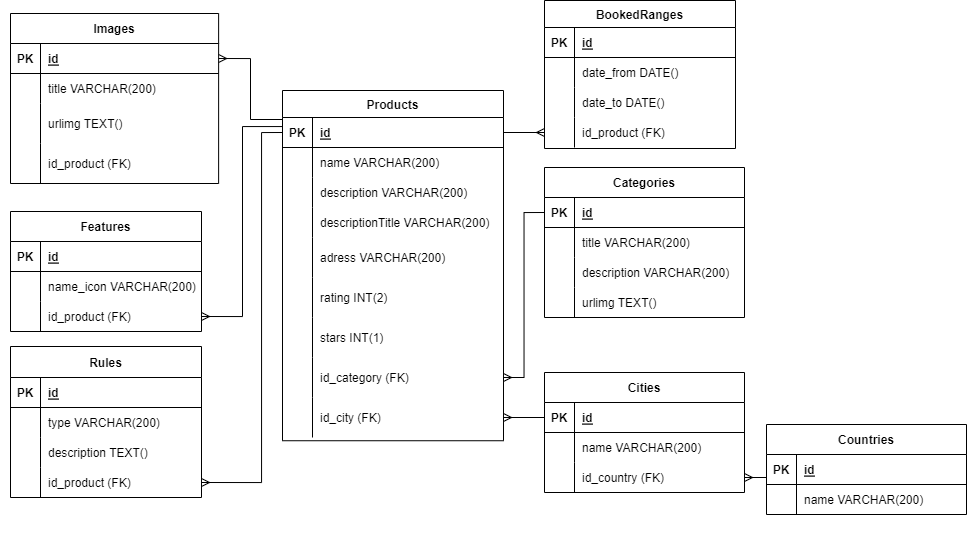 Images
PK id
title VARCHAR(200)
urlimg TEXT()
id_product (FK)
Features
PK id
name_icon VARCHAR(200)
id_product (FK)
Rules
PK id
type VARCHAR(200)
description TEXT()
id_product (FK)
Products
PK id
name VARCHAR(200)
description VARCHAR(200)
descriptionTitle VARCHAR(200)
adress VARCHAR(200)
rating INT(2)
stars INT(1)
id_category (FK)
id_city (FK)
BookedRanges
PK id
date_from DATE()
date_to DATE()
id_product (FK)
Categories
PK id
title VARCHAR(200)
description VARCHAR(200)
urlimg TEXT()
Cities
PK id
name VARCHAR(200)
id_country (FK)
Countries
PK id
name VARCHAR(200)